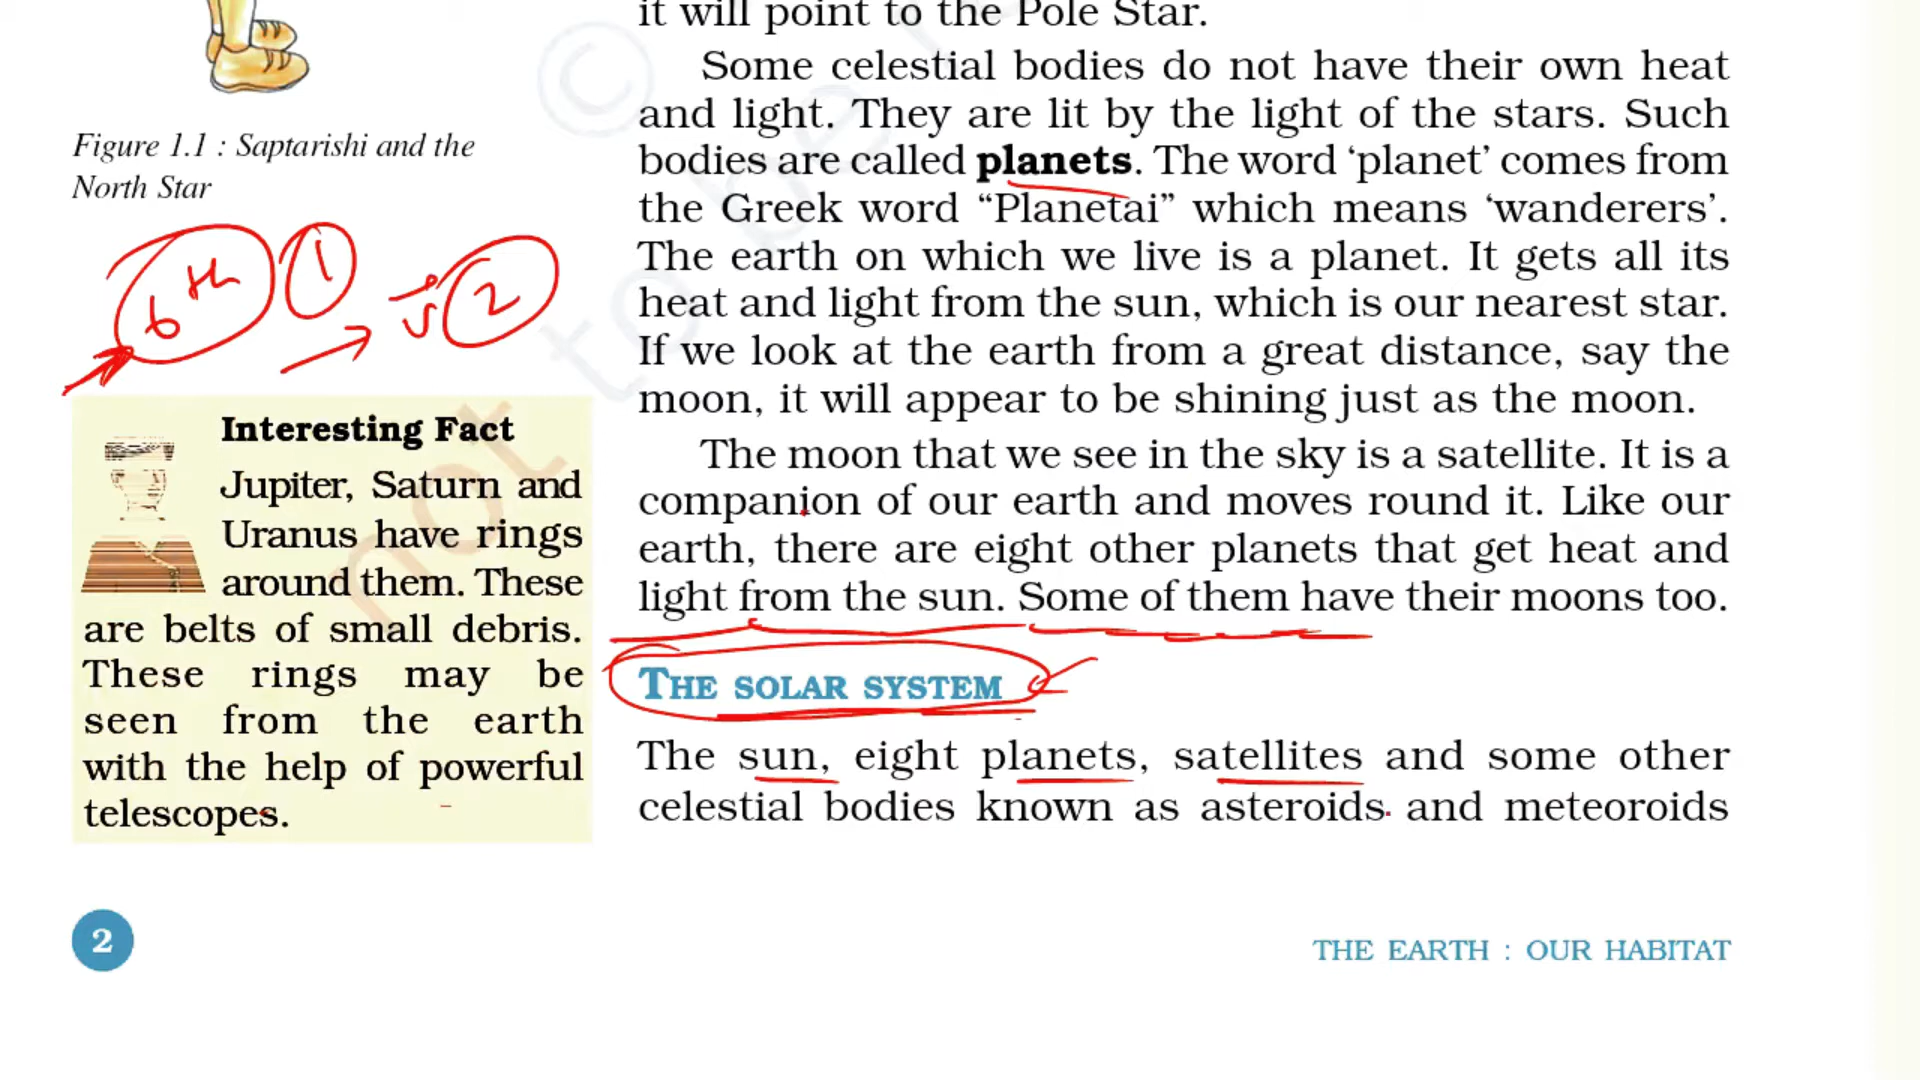 it will point to the Pole Star.
Some celestial bodies do not have their own heat
and light. They are lit by the light of the stars. Such
bodies are called planets. The word ‘planet’ comes from
the Greek word “Planetai” which means ‘wanderers’.
The earth on which we live is a planet. It gets all its
heat and light from the sun, which is our nearest star.
If we look at the earth from a great distance, say the
moon, it will appear to be shining just as the moon.
The moon that we see in the sky is a satellite. It is a
companion of our earth and moves round it. Like our
earth, there are eight other planets that get heat and
light from the sun. Some of them have their moons too.
THE SOLAR SYSTEM
The sun, eight planets, satellites and some other
celestial bodies known as asteroids and meteoroids
Figure 1.1 : Saptarishi and the
North Star
6th 1 2
Interesting Fact
Jupiter, Saturn and
Uranus have rings
around them. These
are belts of small debris.
These rings may be
seen from the earth
with the help of powerful
telescopes.
© not to be
2
THE EARTH : OUR HABITAT